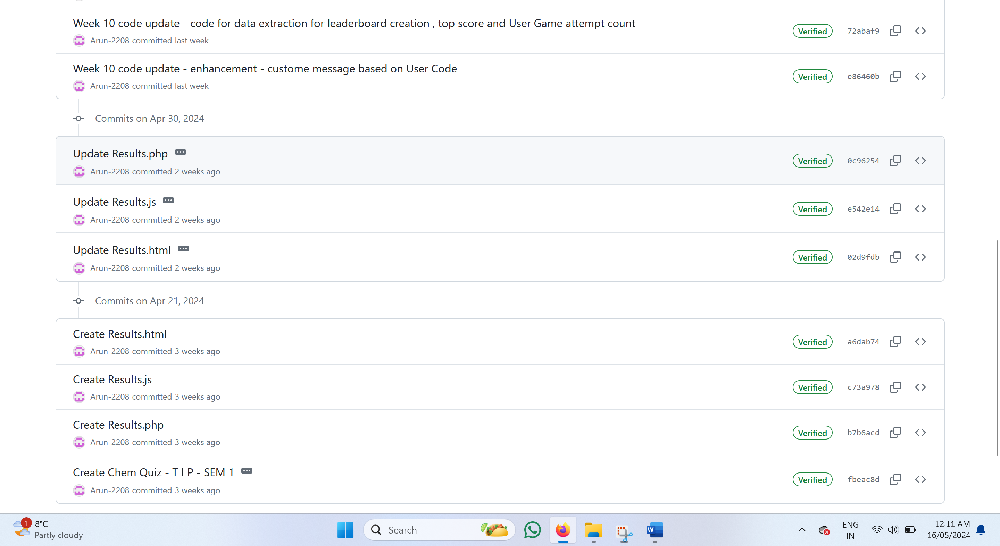 Week 10 code update - code for data extraction for leaderboard creation , top score and User Game attempt count
Arun-2208 committed last week
Verified
72abaf9
Week 10 code update - enhancement - custome message based on User Code
Arun-2208 committed last week
Verified
e86460b
Commits on Apr 30, 2024
Update Results.php
Arun-2208 committed 2 weeks ago
Verified
0c96254
Update Results.js
Arun-2208 committed 2 weeks ago
Verified
e542e14
Update Results.html
Arun-2208 committed 2 weeks ago
Verified
02d9fdb
Commits on Apr 21, 2024
Create Results.html
Arun-2208 committed 3 weeks ago
Verified
a6dab74
Create Results.js
Arun-2208 committed 3 weeks ago
Verified
c73a978
Create Results.php
Arun-2208 committed 3 weeks ago
Verified
b7b6acd
Create Chem Quiz - T I P - SEM 1
Arun-2208 committed 3 weeks ago
Verified
fbeac8d
1
8°C
Partly cloudy
Search
W
ENG
IN
12:11 AM
16/05/2024